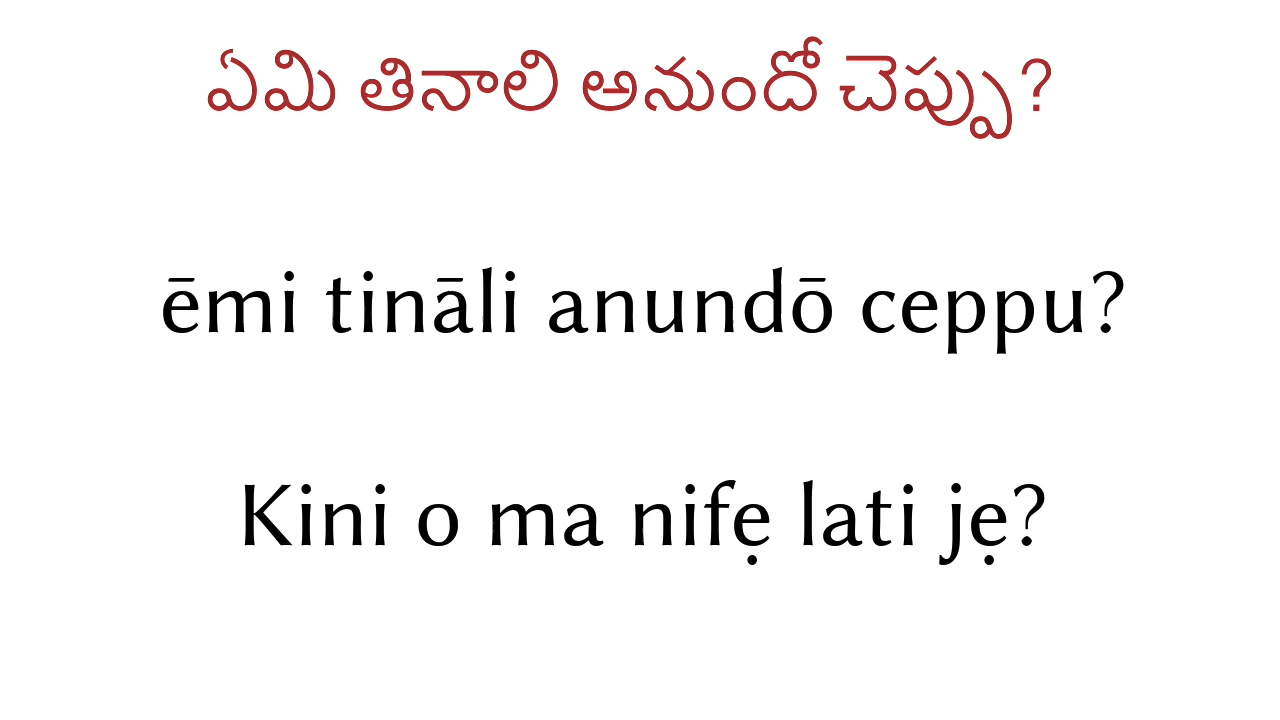 ఏమి తినాలి అనుందో చెప్పు?
ēmi tināli anundō ceppu?
Kini o ma nifẹ lati jẹ?